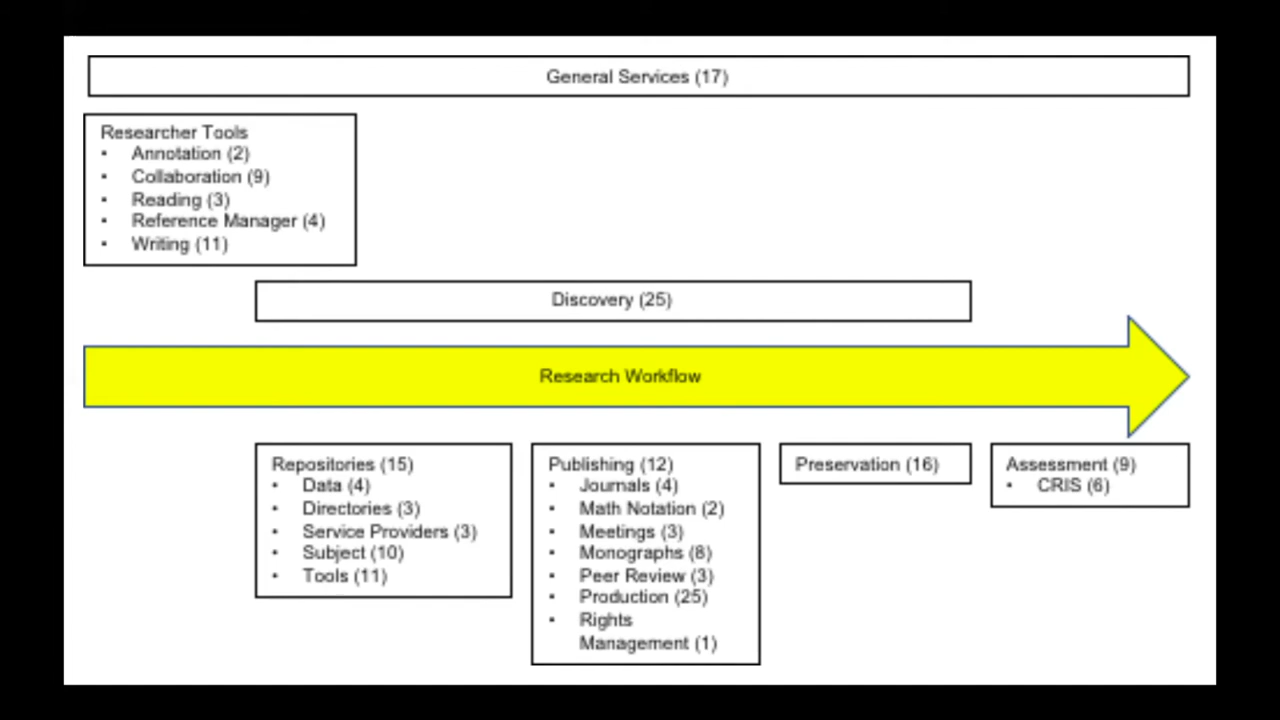 General Services (17)
Researcher Tools
• Annotation (2)
• Collaboration (9)
• Reading (3)
• Reference Manager (4)
• Writing (11)
Discovery (25)
Research Workflow
Repositories (15)
• Data (4)
• Directories (3)
• Service Providers (3)
• Subject (10)
• Tools (11)
Publishing (12)
• Journals (4)
• Math Notation (2)
• Meetings (3)
• Monographs (8)
• Peer Review (3)
• Production (25)
• Rights
Management (1)
Preservation (16)
Assessment (9)
• CRIS (6)